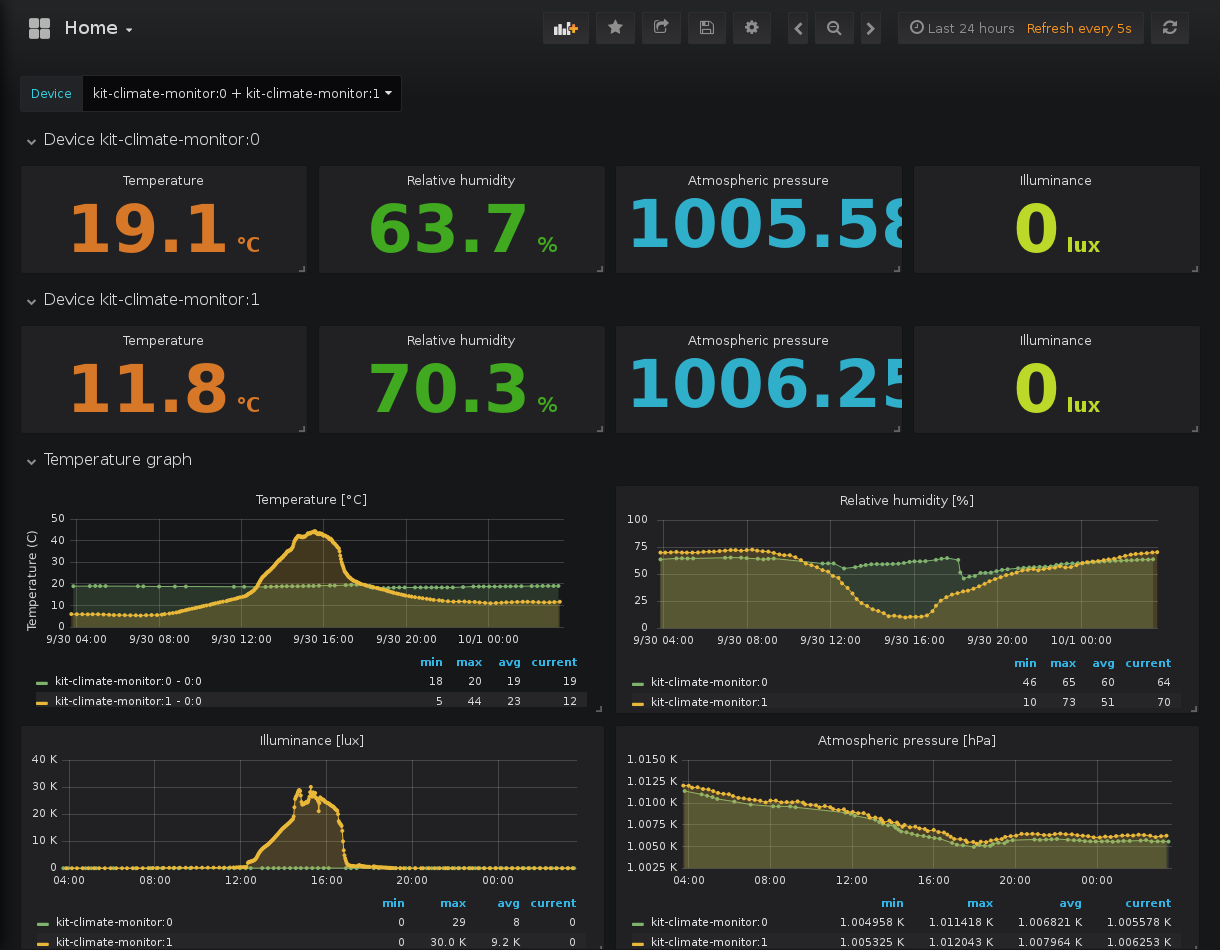 Home
Last 24 hours Refresh every 5s
Device kit-climate-monitor:0 + kit-climate-monitor:1
Device kit-climate-monitor:0
Temperature Relative humidity Atmospheric pressure Illuminance
19.1 °C 63.7 % 1005.58 0 lux
Device kit-climate-monitor:1
Temperature Relative humidity Atmospheric pressure Illuminance
11.8 °C 70.3 % 1006.25 0 lux
Temperature graph
Temperature [°C]
Temperature (C)
50
40
30
20
10
0
9/30 04:00 9/30 08:00 9/30 12:00 9/30 16:00 9/30 20:00 10/1 00:00
min max avg current
kit-climate-monitor:0 - 0:0 18 20 19 19
kit-climate-monitor:1 - 0:0 5 44 23 12
Relative humidity [%]
100
75
50
25
0
9/30 04:00 9/30 08:00 9/30 12:00 9/30 16:00 9/30 20:00 10/1 00:00
min max avg current
kit-climate-monitor:0 46 65 60 64
kit-climate-monitor:1 10 73 51 70
Illuminance [lux]
40 K
30 K
20 K
10 K
0
04:00 08:00 12:00 16:00 20:00 00:00
min max avg current
kit-climate-monitor:0 0 29 8 0
kit-climate-monitor:1 0 30.0 K 9.2 K 0
Atmospheric pressure [hPa]
1.0150 K
1.0125 K
1.0100 K
1.0075 K
1.0050 K
1.0025 K
04:00 08:00 12:00 16:00 20:00 00:00
min max avg current
kit-climate-monitor:0 1.004958 K 1.011418 K 1.006821 K 1.005578 K
kit-climate-monitor:1 1.005325 K 1.012043 K 1.007964 K 1.006253 K